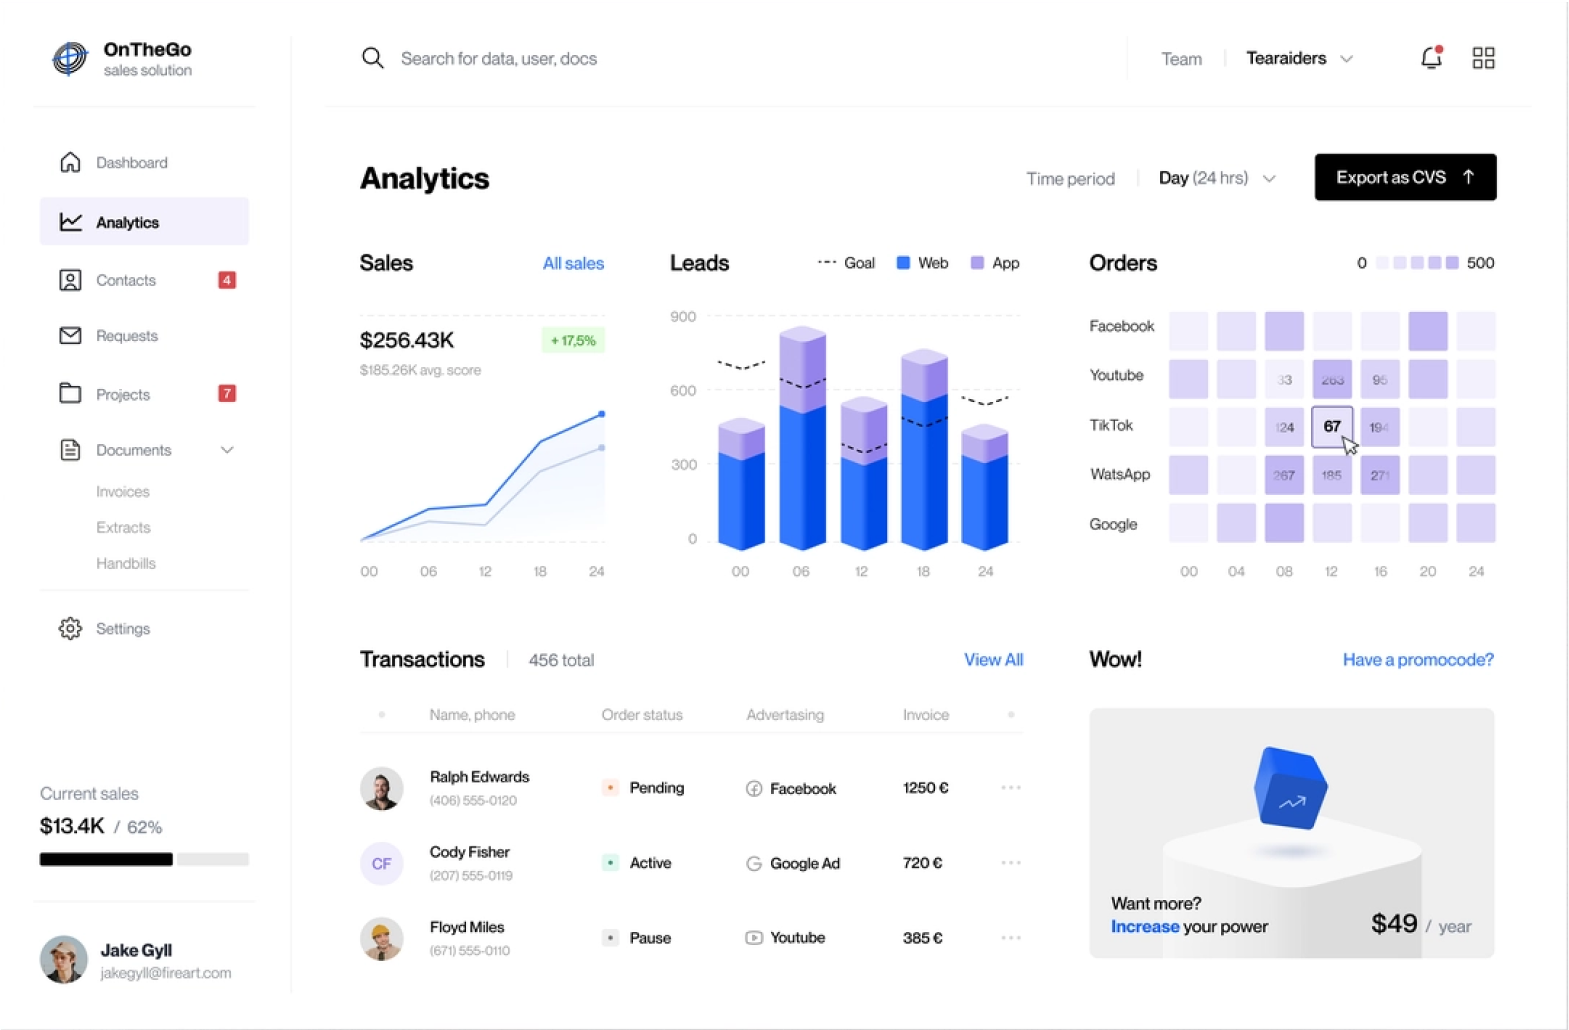 OnTheGo
sales solution
Search for data, user, docs
Team
Tearaiders
Dashboard
Analytics
Contacts 4
Requests
Projects 7
Documents
Invoices
Extracts
Handbills
Settings
Current sales
$13.4K / 62%
Jake Gyll
jakegyll@fireart.com
Analytics
Time period
Day (24 hrs)
Export as CVS
Sales
All sales
$256.43K
+ 17,5%
$185.26K avg. score
00 06 12 18 24
Leads
Goal Web App
900
600
300
0
00 06 12 18 24
Orders
0 500
Facebook
Youtube 33 263 95
TikTok 124 67 194
WatsApp 267 185 271
Google
00 04 08 12 16 20 24
Transactions
456 total
View All
Name, phone Order status Advertasing Invoice
Ralph Edwards
(406) 555-0120
Pending
Facebook
1250 €
CF
Cody Fisher
(207) 555-0119
Active
Google Ad
720 €
Floyd Miles
(671) 555-0110
Pause
Youtube
385 €
Wow!
Have a promocode?
Want more?
Increase your power
$49 / year